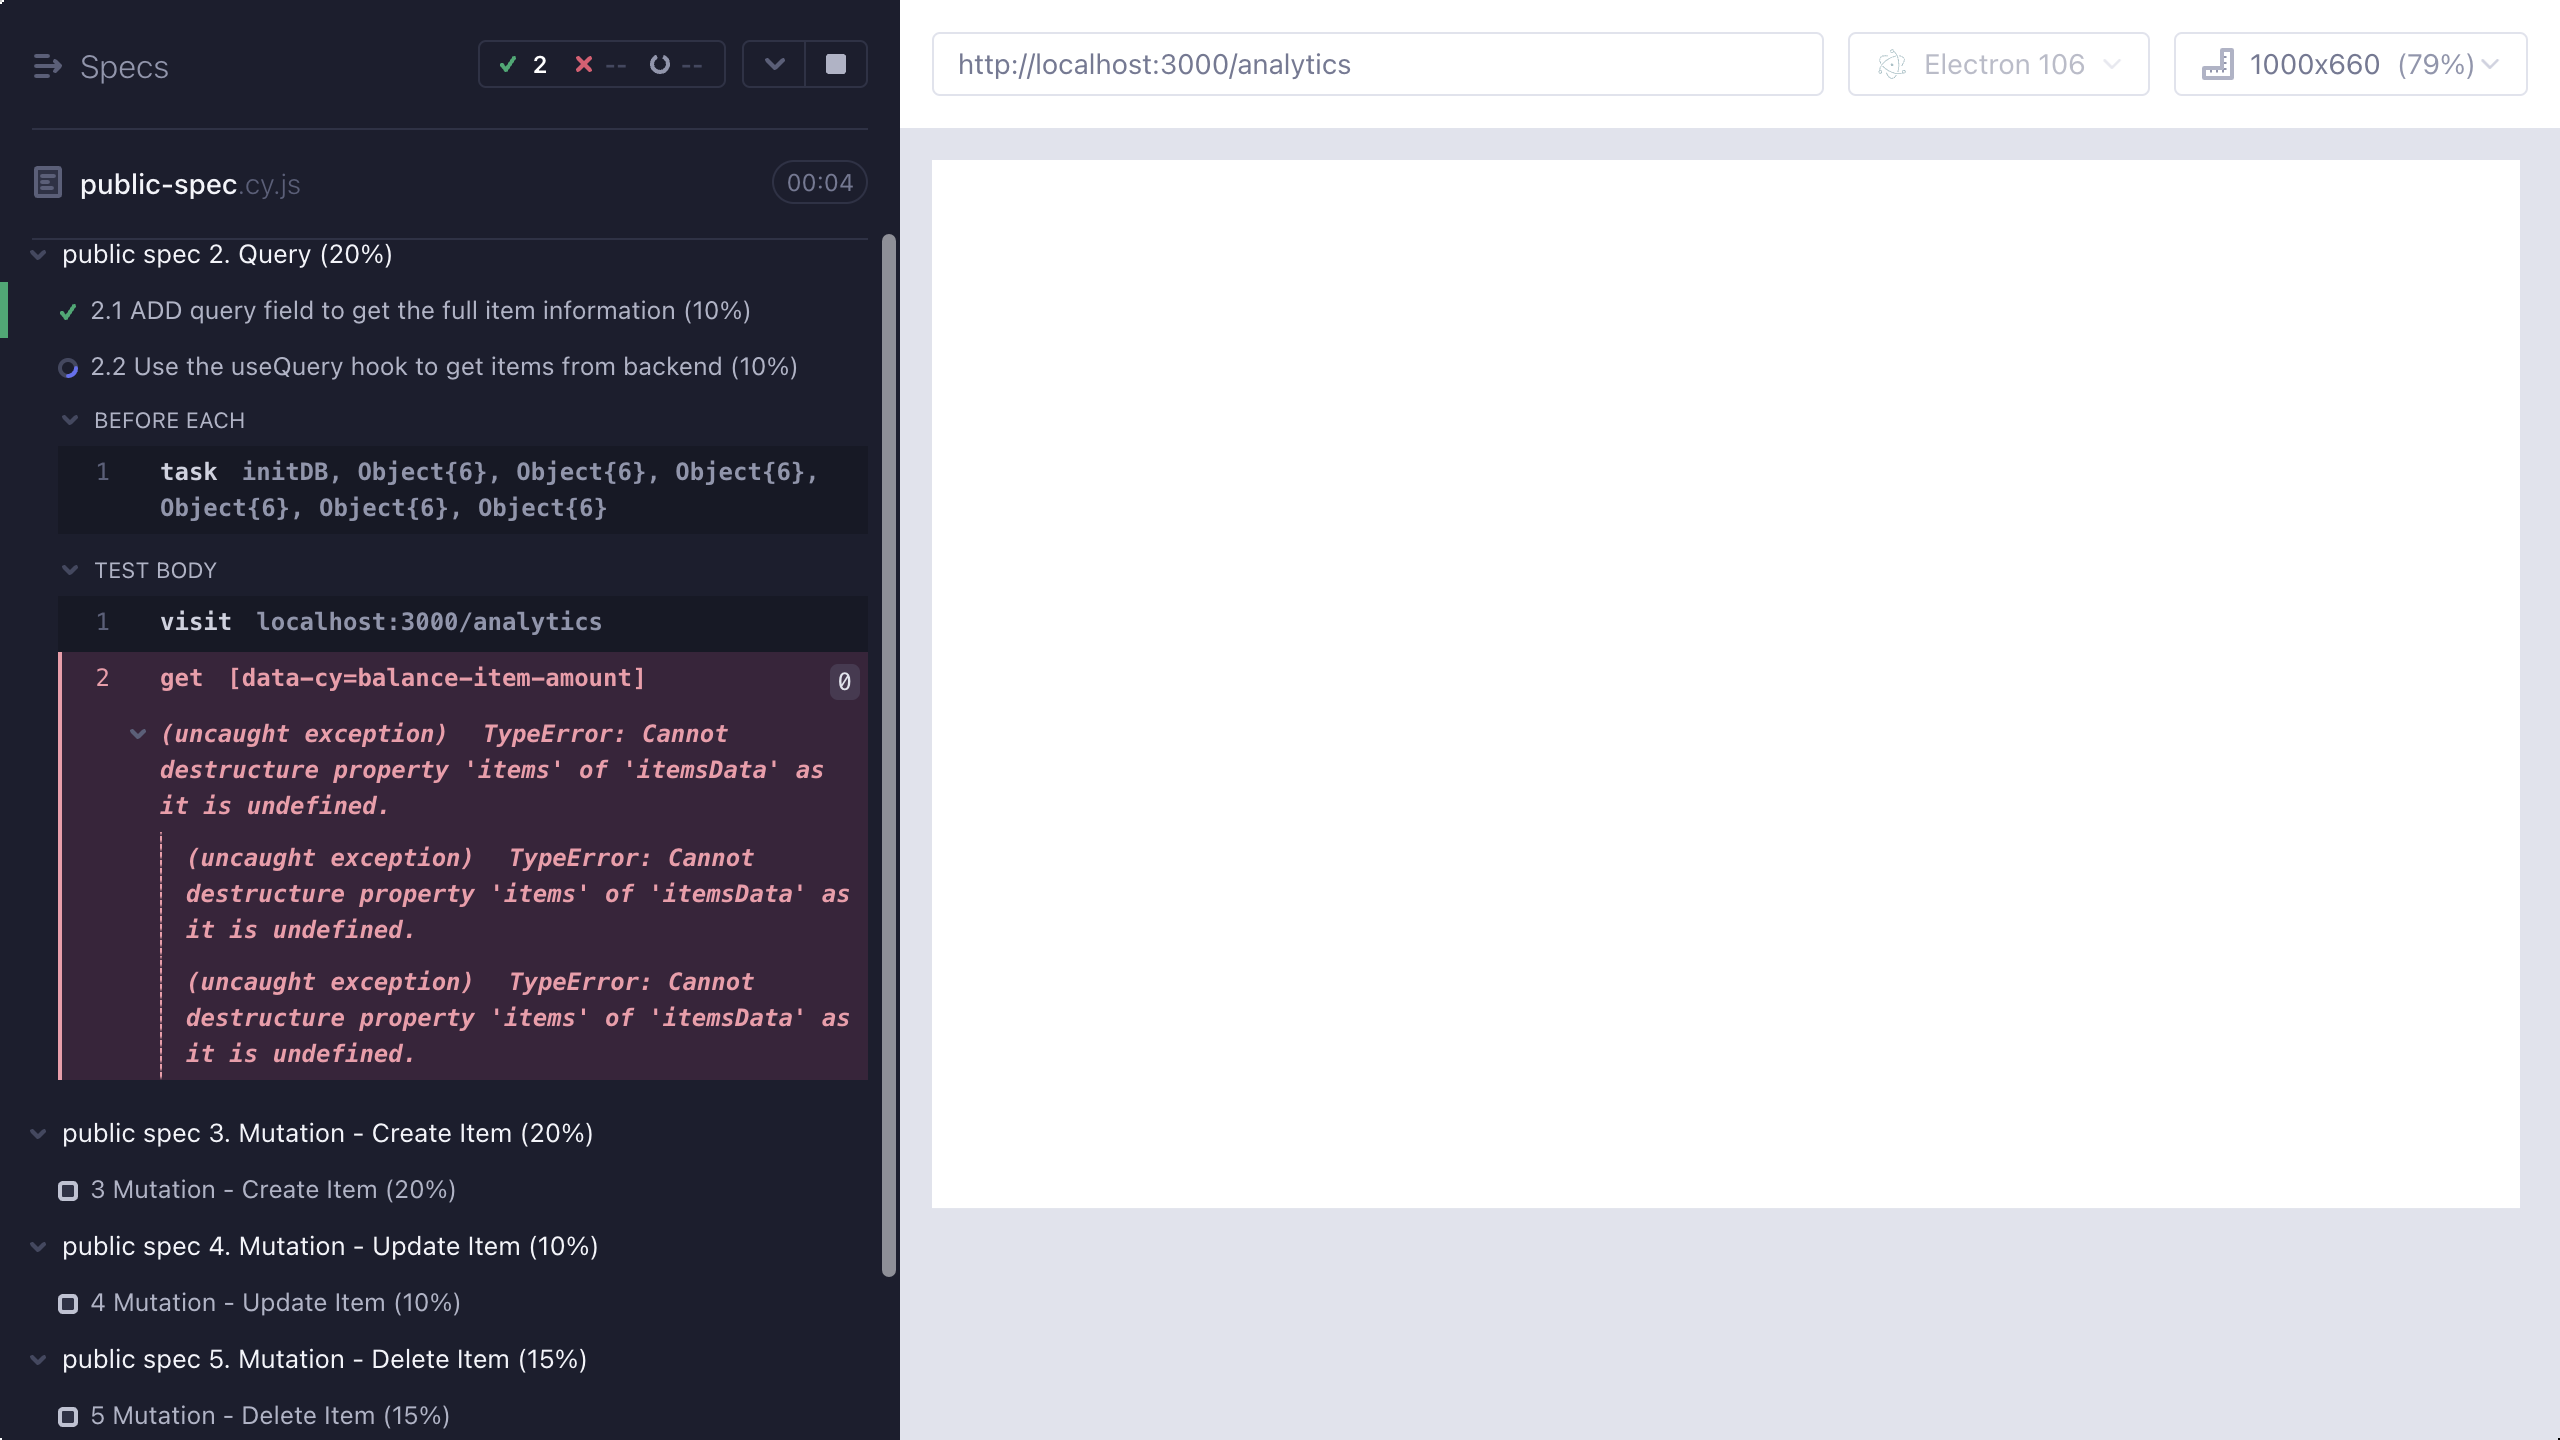 Specs
2 -- --
public-spec.cy.js 00:04
public spec 2. Query (20%)
2.1 ADD query field to get the full item information (10%)
2.2 Use the useQuery hook to get items from backend (10%)
BEFORE EACH
1 task initDB, Object{6}, Object{6}, Object{6},
Object{6}, Object{6}, Object{6}
TEST BODY
1 visit localhost:3000/analytics
2 get [data-cy=balance-item-amount] 0
(uncaught exception) TypeError: Cannot
destructure property 'items' of 'itemsData' as
it is undefined.
(uncaught exception) TypeError: Cannot
destructure property 'items' of 'itemsData' as
it is undefined.
(uncaught exception) TypeError: Cannot
destructure property 'items' of 'itemsData' as
it is undefined.
public spec 3. Mutation - Create Item (20%)
3 Mutation - Create Item (20%)
public spec 4. Mutation - Update Item (10%)
4 Mutation - Update Item (10%)
public spec 5. Mutation - Delete Item (15%)
5 Mutation - Delete Item (15%)
http://localhost:3000/analytics
Electron 106
1000x660 (79%)